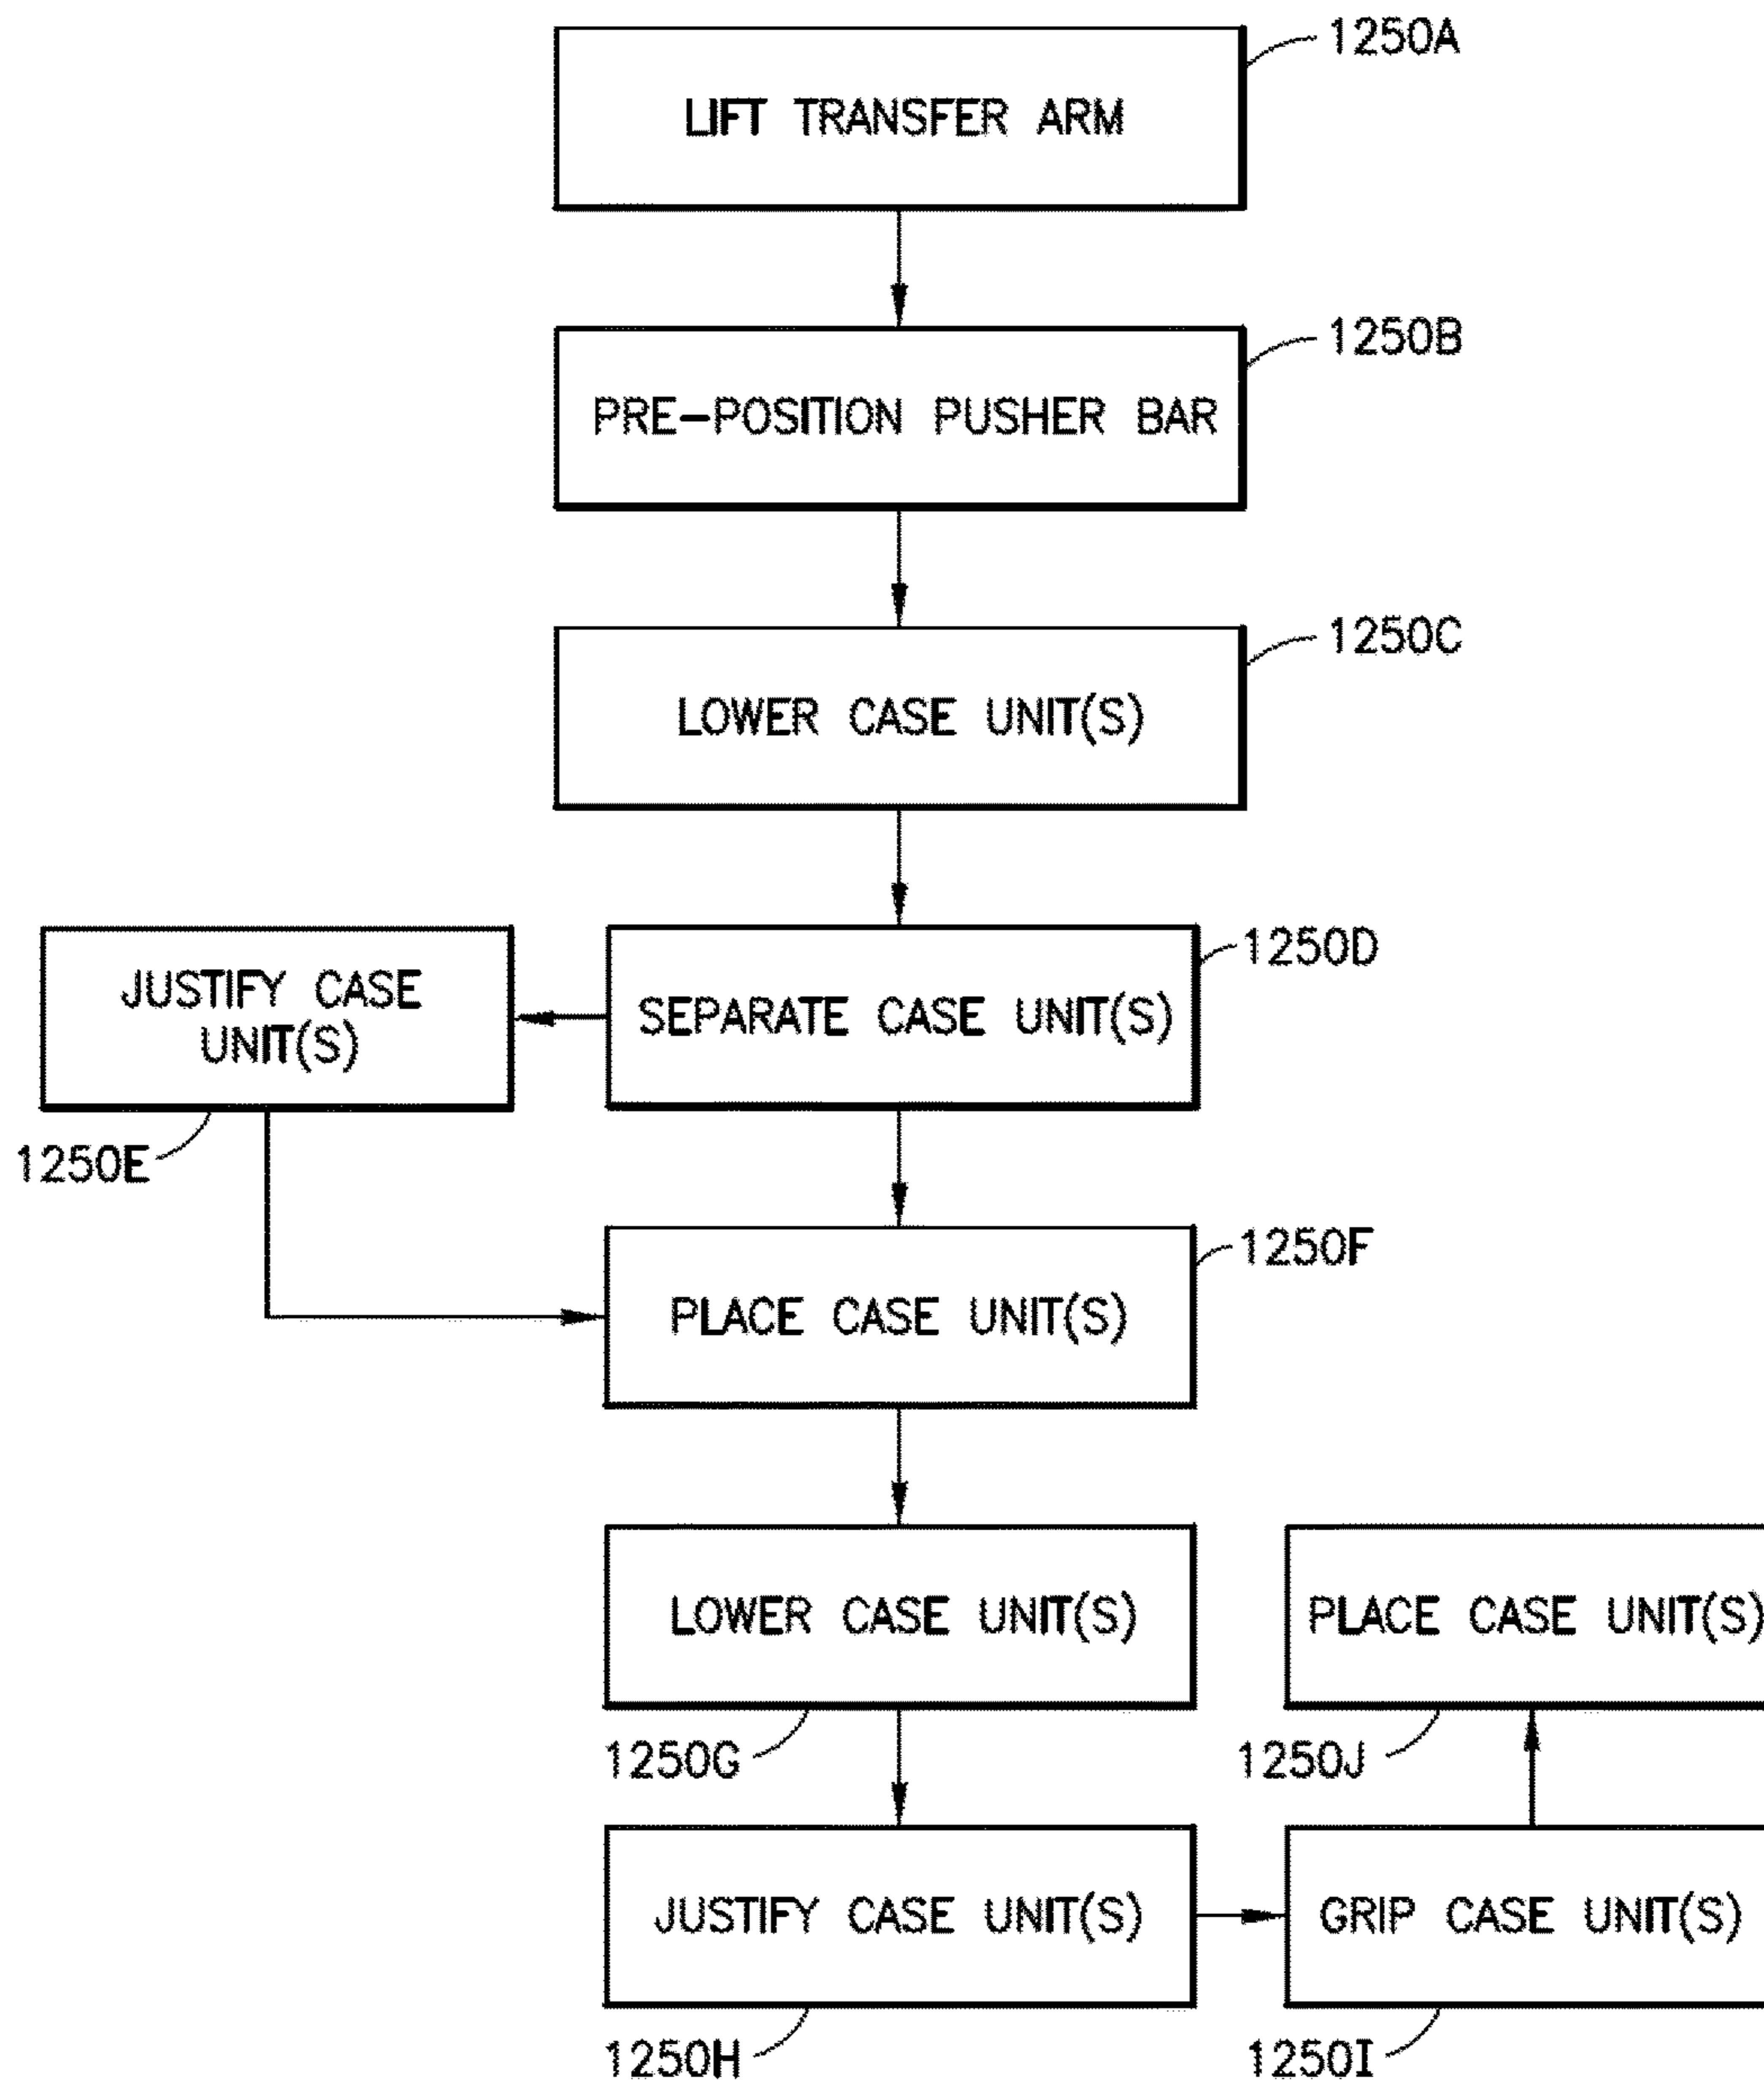 1250A
LIFT TRANSFER ARM
1250B
PRE-POSITION PUSHER BAR
1250C
LOWER CASE UNIT(S)
1250D
SEPARATE CASE UNIT(S)
JUSTIFY CASE
UNIT(S)
1250E
1250F
PLACE CASE UNIT(S)
LOWER CASE UNIT(S)
1250G
JUSTIFY CASE UNIT(S)
1250H
GRIP CASE UNIT(S)
1250I
PLACE CASE UNIT(S)
1250J